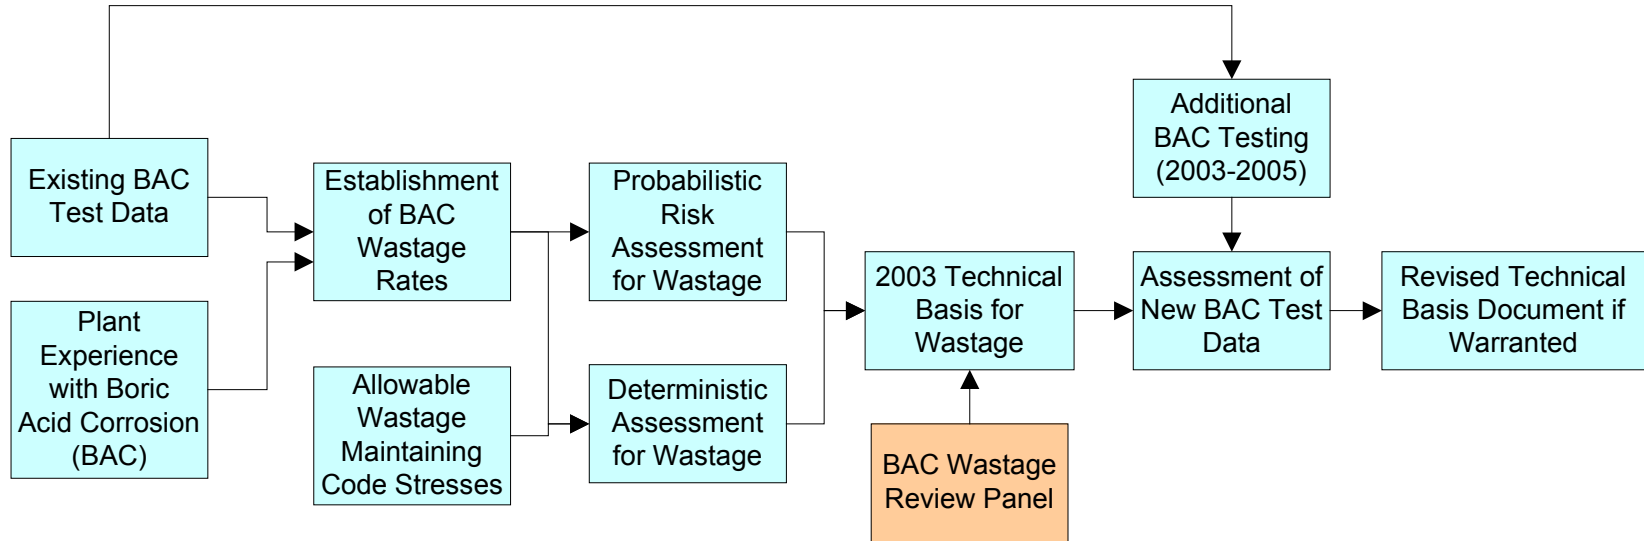 Existing BAC
Test Data
Plant
Experience
with Boric
Acid Corrosion
(BAC)
Establishment
of BAC
Wastage
Rates
Allowable
Wastage
Maintaining
Code Stresses
Probabilistic
Risk
Assessment
for Wastage
Deterministic
Assessment
for Wastage
2003 Technical
Basis for
Wastage
BAC Wastage
Review Panel
Additional
BAC Testing
(2003-2005)
Assessment of
New BAC Test
Data
Revised Technical
Basis Document if
Warranted